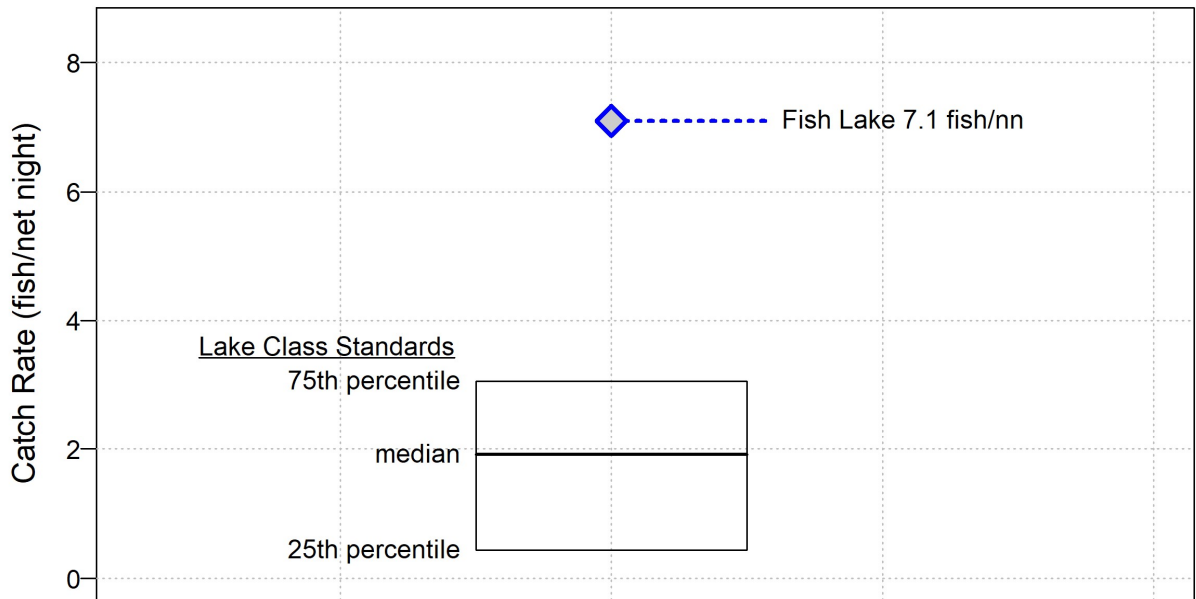 8
Fish Lake 7.1 fish/nn
6
Catch Rate (fish/net night)
4
Lake Class Standards
75th percentile
2
median
25th percentile
0